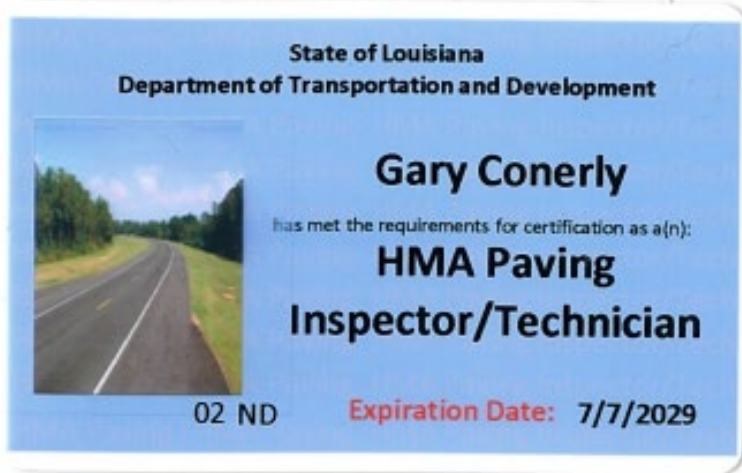 State of Louisiana
Department of Transportation and Development
Gary Conerly
has met the requirements for certification as a(n):
HMA Paving
Inspector/Technician
02 ND Expiration Date: 7/7/2029